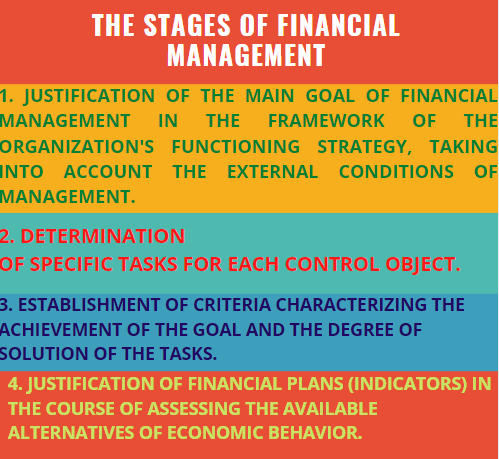 THE STAGES OF FINANCIAL
MANAGEMENT
1. JUSTIFICATION OF THE MAIN GOAL OF FINANCIAL
MANAGEMENT IN THE FRAMEWORK OF THE
ORGANIZATION'S FUNCTIONING STRATEGY, TAKING
INTO ACCOUNT THE EXTERNAL CONDITIONS OF
MANAGEMENT.
2. DETERMINATION
OF SPECIFIC TASKS FOR EACH CONTROL OBJECT.
3. ESTABLISHMENT OF CRITERIA CHARACTERIZING THE
ACHIEVEMENT OF THE GOAL AND THE DEGREE OF
SOLUTION OF THE TASKS.
4. JUSTIFICATION OF FINANCIAL PLANS (INDICATORS) IN
THE COURSE OF ASSESSING THE AVAILABLE
ALTERNATIVES OF ECONOMIC BEHAVIOR.